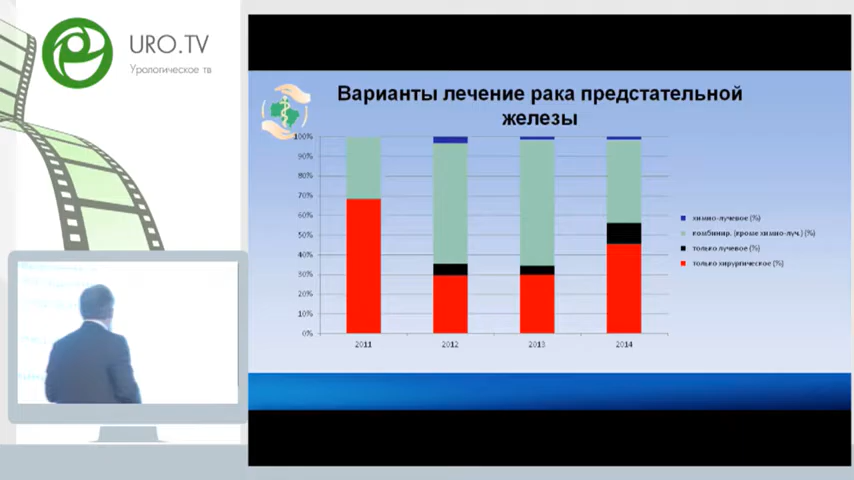 URO.TV
Урологическое тв
Варианты лечение рака предстательной
железы
100%
90%
80%
70%
60%
50%
40%
30%
20%
10%
0%
2011
2012
2013
2014
химио-лучевое (%)
комбинир. (кроме химио-луч.) (%)
только лучевое (%)
только хирургическое (%)